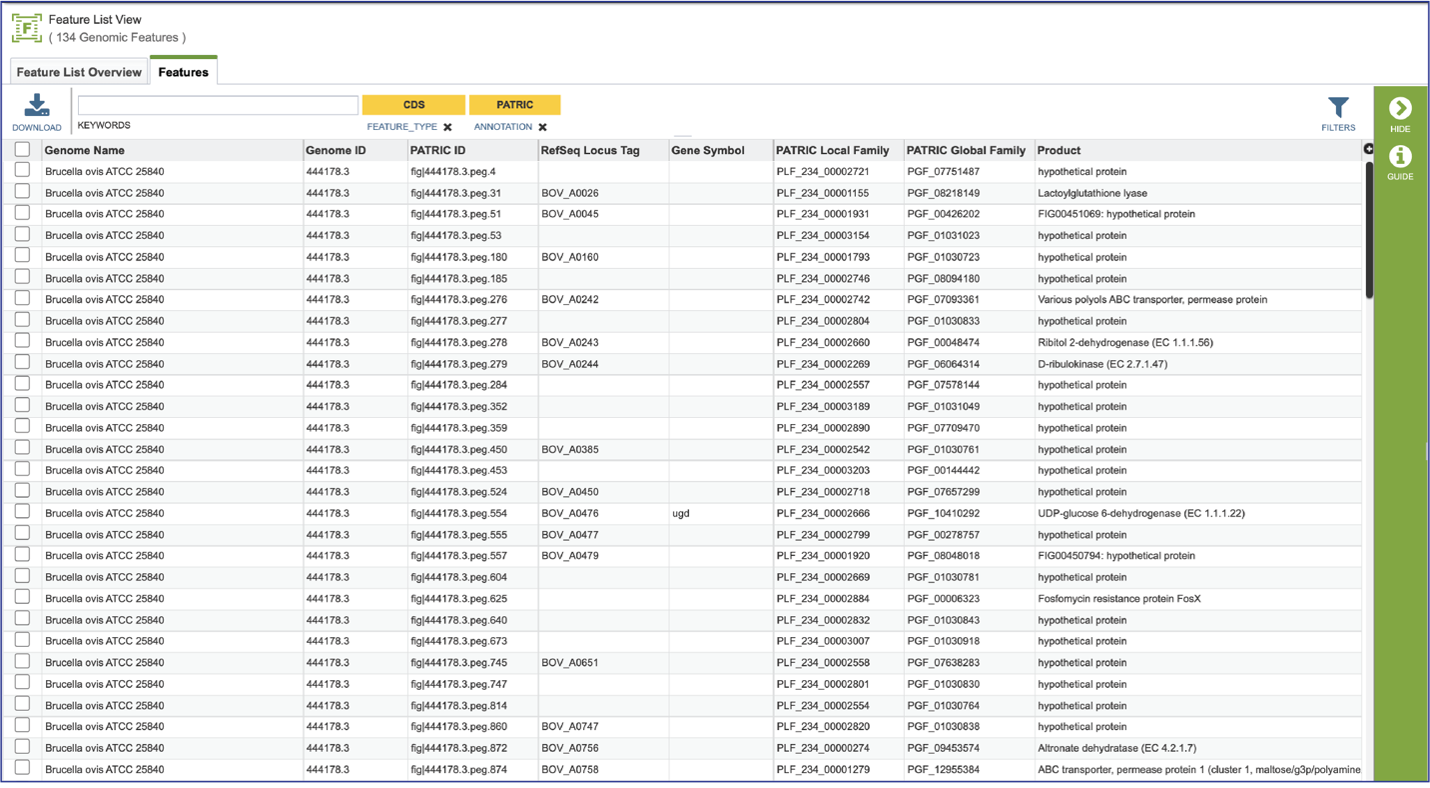 Feature List View
( 134 Genomic Features )
Feature List Overview Features
DOWNLOAD KEYWORDS CDS FEATURE_TYPE ✖ PATRIC ANNOTATION ✖ FILTERS HIDE
GUIDE
Genome Name Genome ID PATRIC ID RefSeq Locus Tag Gene Symbol PATRIC Local Family PATRIC Global Family Product
Brucella ovis ATCC 25840 444178.3 fig|444178.3.peg.4 PLF_234_00002721 PGF_07751487 hypothetical protein
Brucella ovis ATCC 25840 444178.3 fig|444178.3.peg.31 BOV_A0026 PLF_234_00001155 PGF_08218149 Lactoylglutathione lyase
Brucella ovis ATCC 25840 444178.3 fig|444178.3.peg.51 BOV_A0045 PLF_234_00001931 PGF_00426202 FIG00451069: hypothetical protein
Brucella ovis ATCC 25840 444178.3 fig|444178.3.peg.53 PLF_234_00003154 PGF_01031023 hypothetical protein
Brucella ovis ATCC 25840 444178.3 fig|444178.3.peg.180 BOV_A0160 PLF_234_00001793 PGF_01030723 hypothetical protein
Brucella ovis ATCC 25840 444178.3 fig|444178.3.peg.185 PLF_234_00002746 PGF_08094180 hypothetical protein
Brucella ovis ATCC 25840 444178.3 fig|444178.3.peg.276 BOV_A0242 PLF_234_00002742 PGF_07093361 Various polyols ABC transporter, permease protein
Brucella ovis ATCC 25840 444178.3 fig|444178.3.peg.277 PLF_234_00002804 PGF_01030833 hypothetical protein
Brucella ovis ATCC 25840 444178.3 fig|444178.3.peg.278 BOV_A0243 PLF_234_00002660 PGF_00048474 Ribitol 2-dehydrogenase (EC 1.1.1.56)
Brucella ovis ATCC 25840 444178.3 fig|444178.3.peg.279 BOV_A0244 PLF_234_00002269 PGF_06064314 D-ribulokinase (EC 2.7.1.47)
Brucella ovis ATCC 25840 444178.3 fig|444178.3.peg.284 PLF_234_00002557 PGF_07578144 hypothetical protein
Brucella ovis ATCC 25840 444178.3 fig|444178.3.peg.352 PLF_234_00003189 PGF_01031049 hypothetical protein
Brucella ovis ATCC 25840 444178.3 fig|444178.3.peg.359 PLF_234_00002890 PGF_07709470 hypothetical protein
Brucella ovis ATCC 25840 444178.3 fig|444178.3.peg.450 BOV_A0385 PLF_234_00002542 PGF_01030761 hypothetical protein
Brucella ovis ATCC 25840 444178.3 fig|444178.3.peg.453 PLF_234_00003203 PGF_00144442 hypothetical protein
Brucella ovis ATCC 25840 444178.3 fig|444178.3.peg.524 BOV_A0450 PLF_234_00002718 PGF_07657299 hypothetical protein
Brucella ovis ATCC 25840 444178.3 fig|444178.3.peg.554 BOV_A0476 ugd PLF_234_00002666 PGF_10410292 UDP-glucose 6-dehydrogenase (EC 1.1.1.22)
Brucella ovis ATCC 25840 444178.3 fig|444178.3.peg.555 BOV_A0477 PLF_234_00002799 PGF_00278757 hypothetical protein
Brucella ovis ATCC 25840 444178.3 fig|444178.3.peg.557 BOV_A0479 PLF_234_00001920 PGF_08048018 FIG00450794: hypothetical protein
Brucella ovis ATCC 25840 444178.3 fig|444178.3.peg.604 PLF_234_00002669 PGF_01030781 hypothetical protein
Brucella ovis ATCC 25840 444178.3 fig|444178.3.peg.625 PLF_234_00002884 PGF_00006323 Fosfomycin resistance protein FosX
Brucella ovis ATCC 25840 444178.3 fig|444178.3.peg.640 PLF_234_00002832 PGF_01030843 hypothetical protein
Brucella ovis ATCC 25840 444178.3 fig|444178.3.peg.673 PLF_234_00003007 PGF_01030918 hypothetical protein
Brucella ovis ATCC 25840 444178.3 fig|444178.3.peg.745 BOV_A0651 PLF_234_00002558 PGF_07638283 hypothetical protein
Brucella ovis ATCC 25840 444178.3 fig|444178.3.peg.747 PLF_234_00002801 PGF_01030830 hypothetical protein
Brucella ovis ATCC 25840 444178.3 fig|444178.3.peg.814 PLF_234_00002554 PGF_01030764 hypothetical protein
Brucella ovis ATCC 25840 444178.3 fig|444178.3.peg.860 BOV_A0747 PLF_234_00002820 PGF_01030838 hypothetical protein
Brucella ovis ATCC 25840 444178.3 fig|444178.3.peg.872 BOV_A0756 PLF_234_00000274 PGF_09453574 Altronate dehydratase (EC 4.2.1.7)
Brucella ovis ATCC 25840 444178.3 fig|444178.3.peg.874 BOV_A0758 PLF_234_00001279 PGF_12955384 ABC transporter, permease protein 1 (cluster 1, maltose/g3p/polyamine